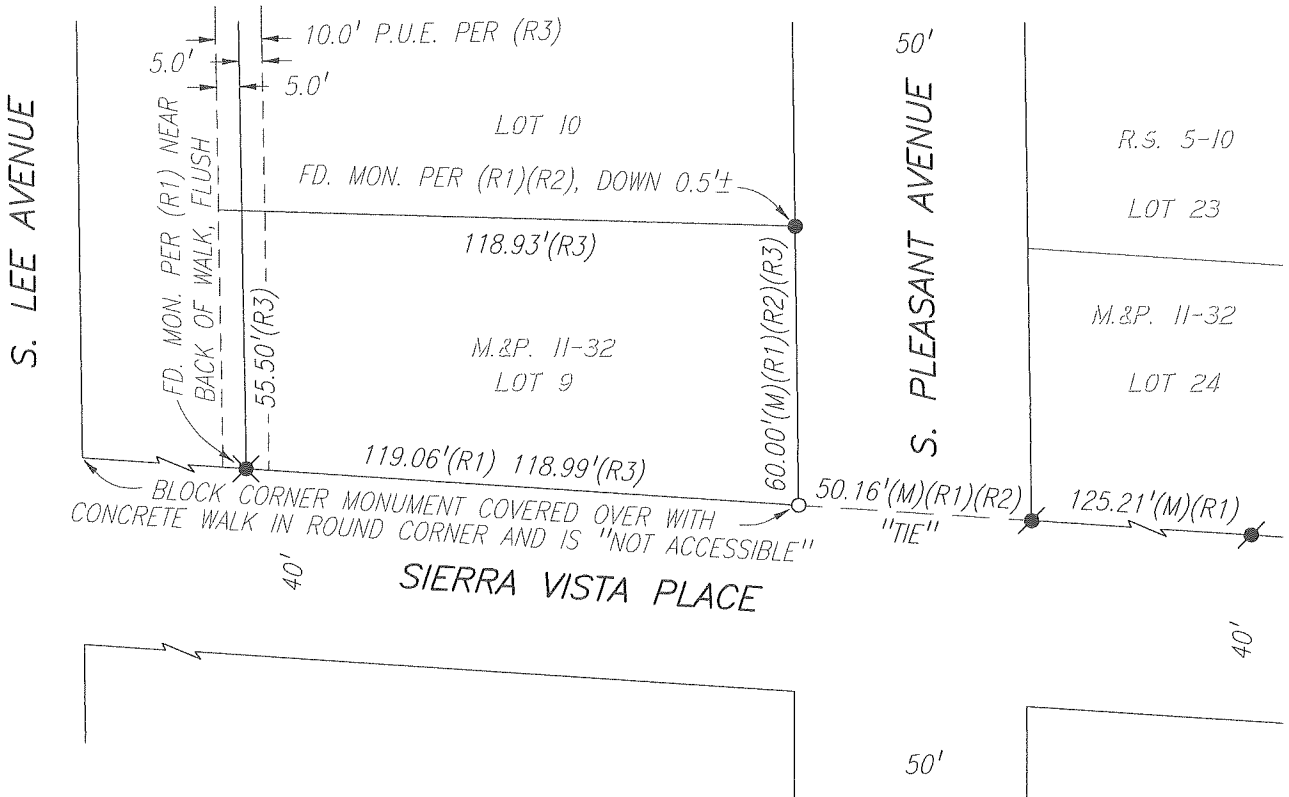 10.0' P.U.E. PER (R3)
5.0'
5.0'
50'
S. LEE AVENUE
FD. MON. PER (R1) NEAR
BACK OF WALK, FLUSH
LOT 10
FD. MON. PER (R1)(R2), DOWN 0.5'±
118.93'(R3)
55.50'(R3)
M.&P. 11-32
LOT 9
60.00'(M)(R1)(R2)(R3)
S. PLEASANT AVENUE
R.S. 5-10
LOT 23
M.&P. 11-32
LOT 24
119.06'(R1) 118.99'(R3)
50.16'(M)(R1)(R2)
"TIE"
125.21'(M)(R1)
BLOCK CORNER MONUMENT COVERED OVER WITH
CONCRETE WALK IN ROUND CORNER AND IS "NOT ACCESSIBLE"
40'
SIERRA VISTA PLACE
40'
50'